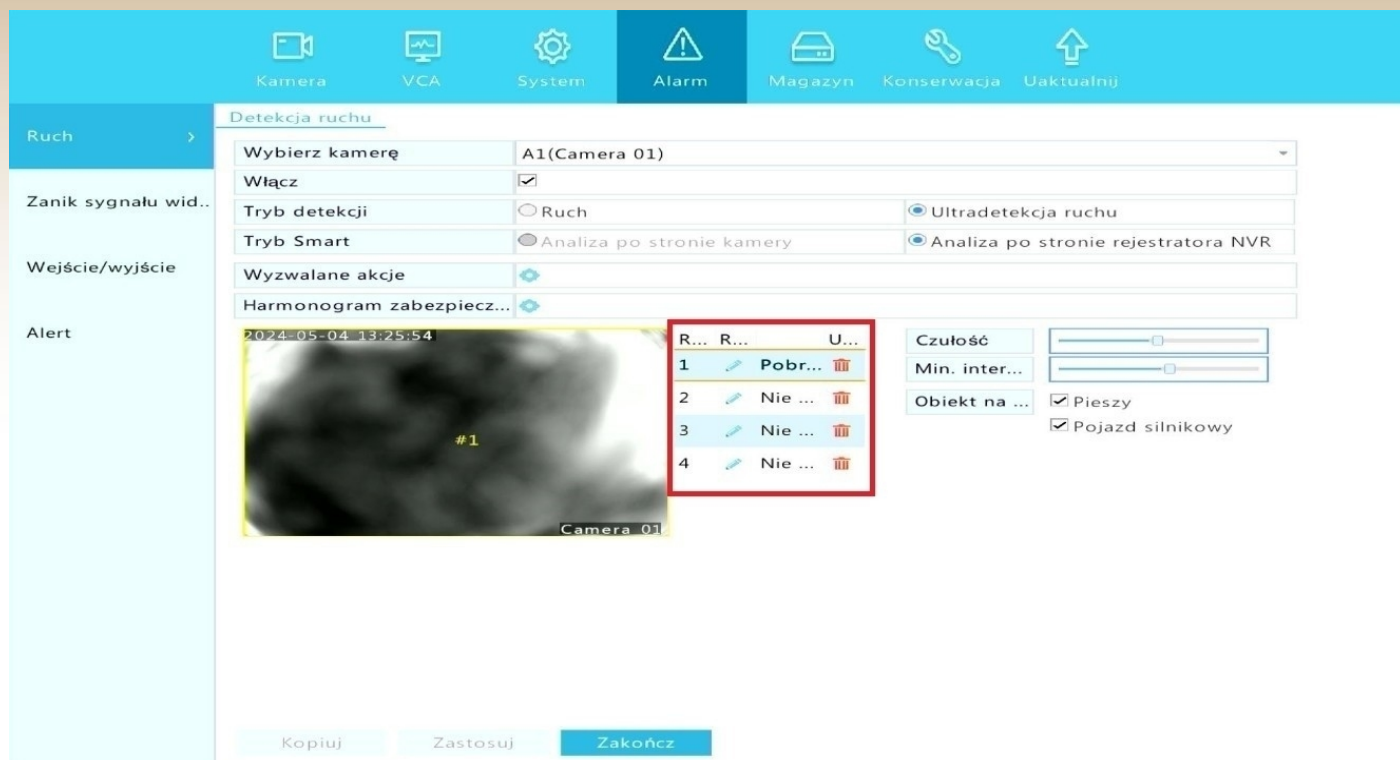 Kamera VCA System Alarm Magazyn Konserwacja Uaktualnij
Ruch
Zanik sygnału wid..
Wejście/wyjście
Alert
Detekcja ruchu
Wybierz kamerę A1(Camera 01)
Włącz
Tryb detekcji Ruch Ultradetekcja ruchu
Tryb Smart Analiza po stronie kamery Analiza po stronie rejestratora NVR
Wyzwalane akcje
Harmonogram zabezpiecz...
2024-05-04 13:25:54
#1
Camera 01
R... R... U...
1 Pobr...
2 Nie ...
3 Nie ...
4 Nie ...
Czułość
Min. inter...
Obiekt na ... Pieszy
Pojazd silnikowy
Kopiuj Zastosuj Zakończ